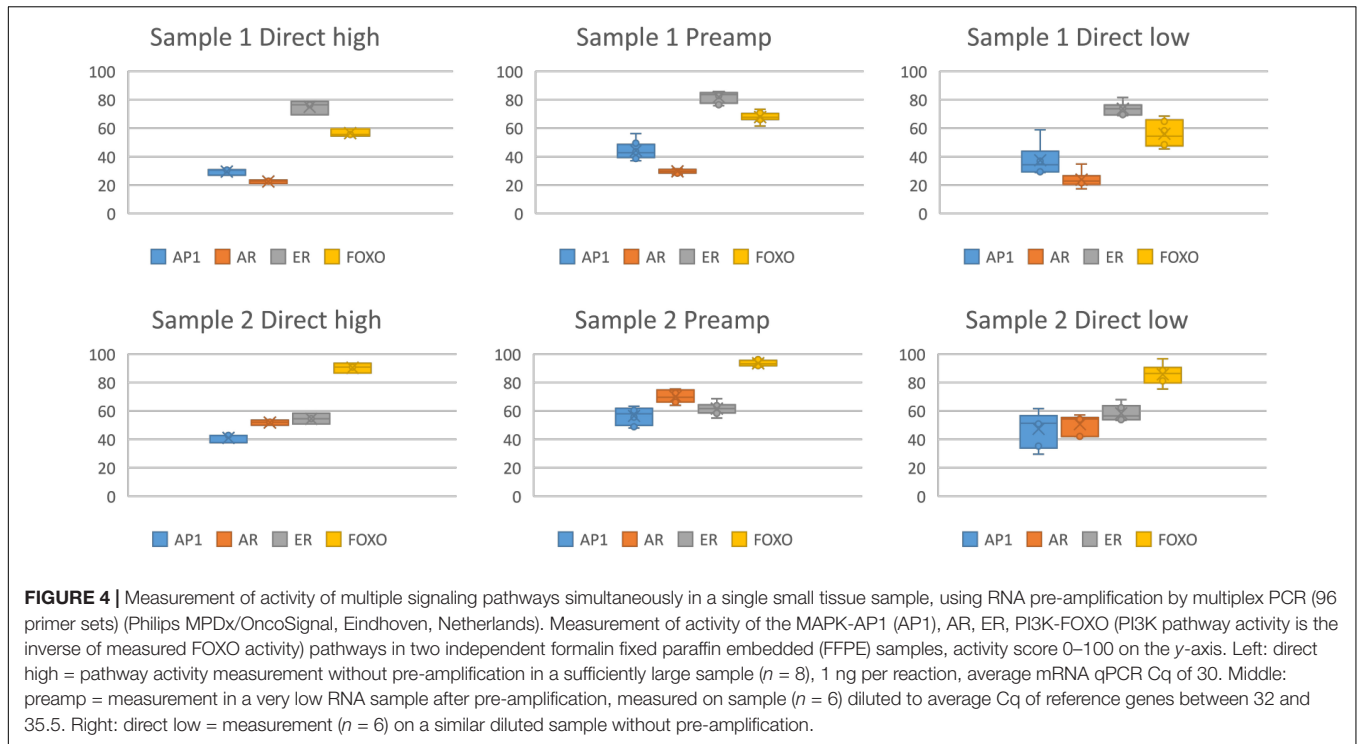 Sample 1 Direct high
100
80
60
40
20
0
AP1 AR ER FOXO
Sample 1 Preamp
100
80
60
40
20
0
AP1 AR ER FOXO
Sample 1 Direct low
100
80
60
40
20
0
AP1 AR ER FOXO
Sample 2 Direct high
100
80
60
40
20
0
AP1 AR ER FOXO
Sample 2 Preamp
100
80
60
40
20
0
AP1 AR ER FOXO
Sample 2 Direct low
100
80
60
40
20
0
AP1 AR ER FOXO
FIGURE 4 | Measurement of activity of multiple signaling pathways simultaneously in a single small tissue sample, using RNA pre-amplification by multiplex PCR (96
primer sets) (Philips MPDx/OncoSignal, Eindhoven, Netherlands). Measurement of activity of the MAPK-AP1 (AP1), AR, ER, PI3K-FOXO (PI3K pathway activity is the
inverse of measured FOXO activity) pathways in two independent formalin fixed paraffin embedded (FFPE) samples, activity score 0–100 on the y-axis. Left: direct
high = pathway activity measurement without pre-amplification in a sufficiently large sample (n = 8), 1 ng per reaction, average mRNA qPCR Cq of 30. Middle:
preamp = measurement in a very low RNA sample after pre-amplification, measured on sample (n = 6) diluted to average Cq of reference genes between 32 and
35.5. Right: direct low = measurement (n = 6) on a similar diluted sample without pre-amplification.